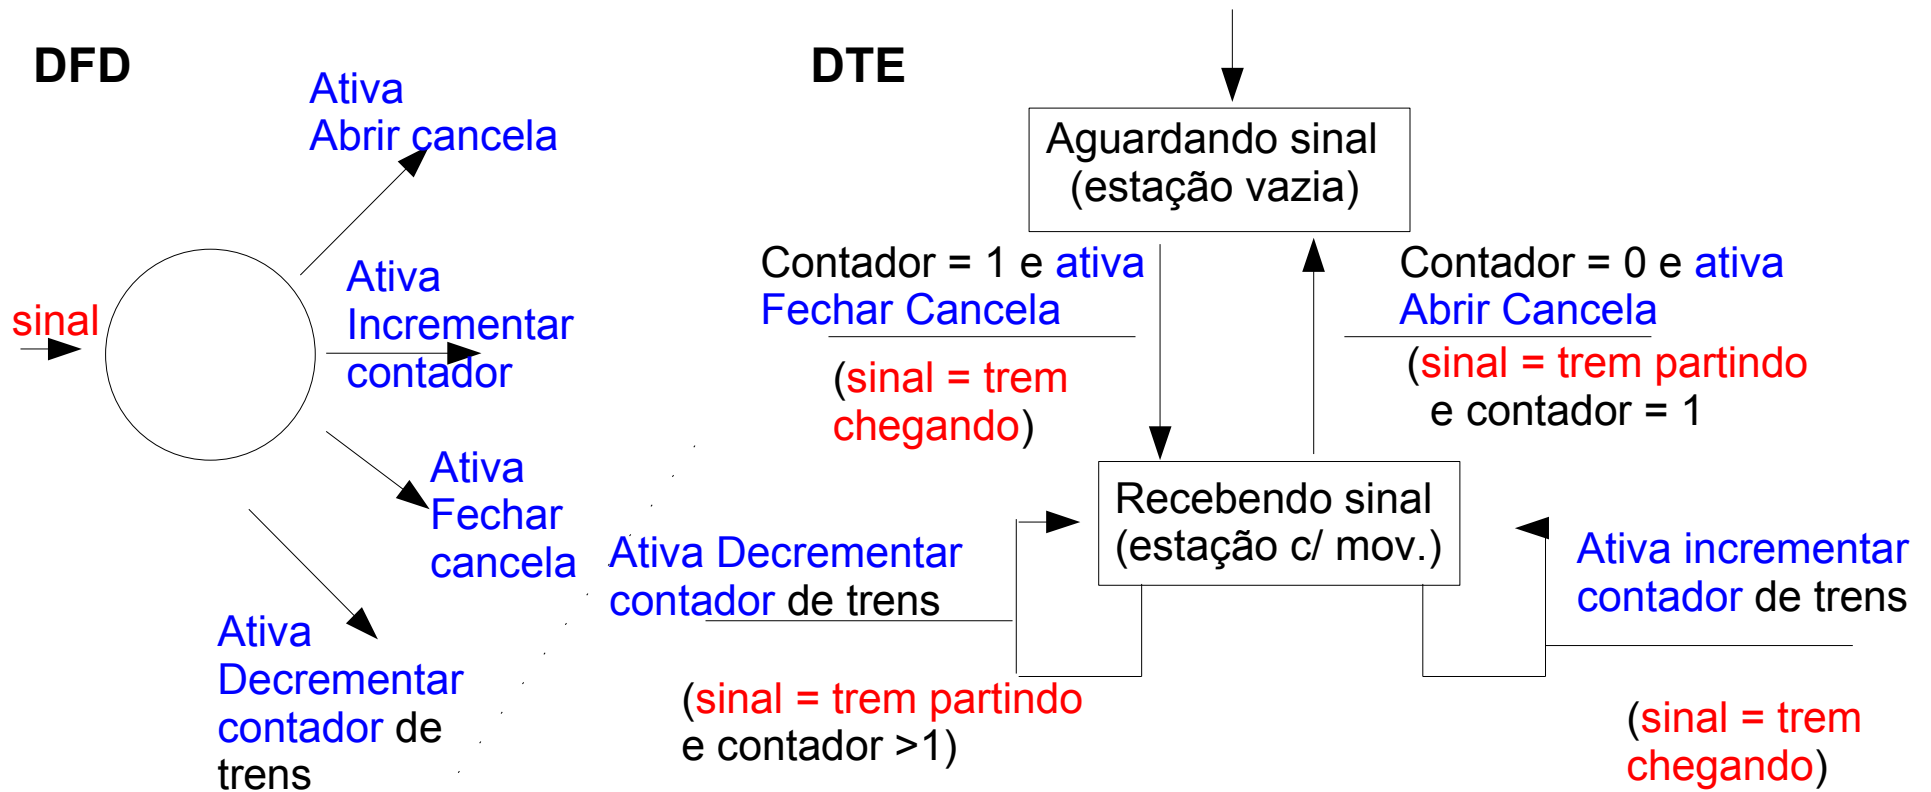 DFD
Ativa
Abrir cancela
sinal
Ativa
Incrementar
contador
Ativa
Fechar
cancela
Ativa
Decrementar
contador de
trens
DTE
Aguardando sinal
(estação vazia)
Contador = 1 e ativa
Fechar Cancela
(sinal = trem
chegando)
Contador = 0 e ativa
Abrir Cancela
(sinal = trem partindo
e contador = 1
Recebendo sinal
(estação c/ mov.)
Ativa Decrementar
contador de trens
(sinal = trem partindo
e contador >1)
Ativa incrementar
contador de trens
(sinal = trem
chegando)